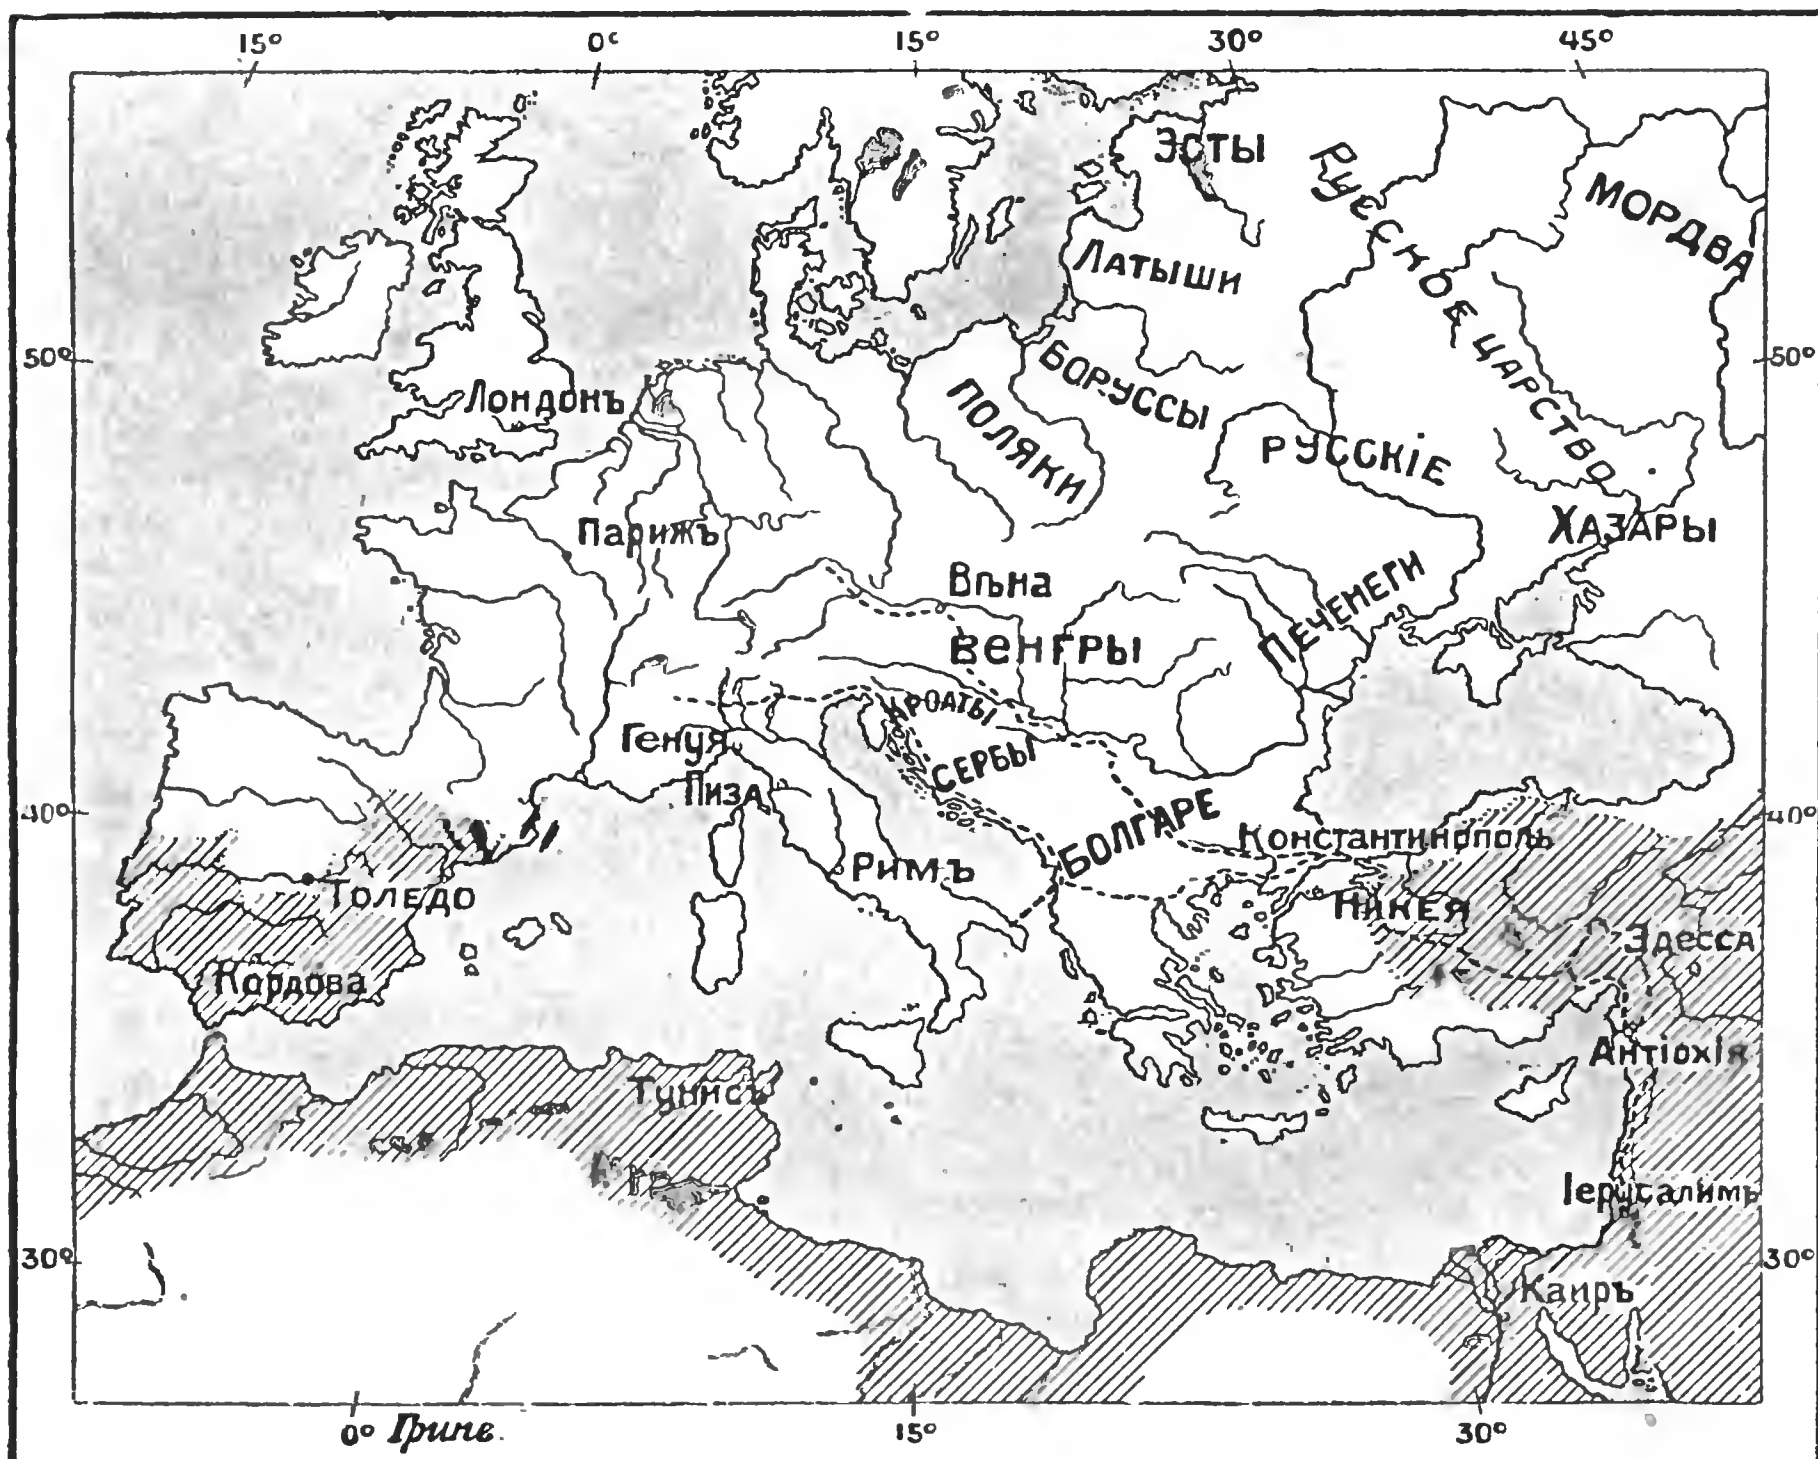 15° 0° 15° 30° 45°
ЭСТЫ
РУССКОЕ ЦАРСТВО
МОРДВА
ЛАТЫШИ
50° 50°
БОРУССЫ
Лондонъ
ПОЛЯКИ
РУССКІЕ
Парижъ
ХАЗАРЫ
Вѣна
ПЕЧЕНЕГИ
ВЕНГРЫ
КРОАТЫ
Генуя
СЕРБЫ
Пиза
40° 40°
БОЛГАРЕ
Константинополь
Римъ
Толедо
Никея
Эдесса
Кордова
Антіохія
Тунисъ
Іерусалимъ
30° 30°
Каиръ
0° Грине. 15° 30°